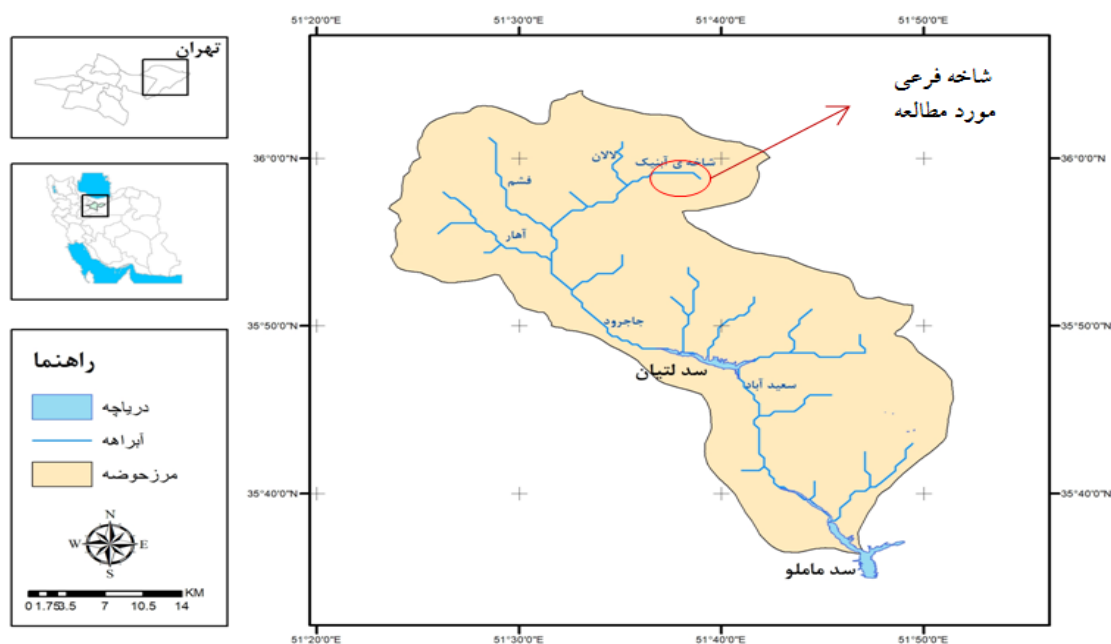 51°20'0"E
51°30'0"E
51°40'0"E
51°50'0"E
تهران
شاخه فرعی
مورد مطالعه
36°0'0"N
36°0'0"N
لالان
شاخه ی آبنیک
فشم
آهار
35°50'0"N
35°50'0"N
جاجرود
سد لتیان
سعید آباد
راهنما
دریاچه
آبراهه
مرزحوضه
35°40'0"N
35°40'0"N
سد ماملو
N
W
E
S
KM
0 1.75 3.5 7 10.5 14
51°20'0"E
51°30'0"E
51°40'0"E
51°50'0"E